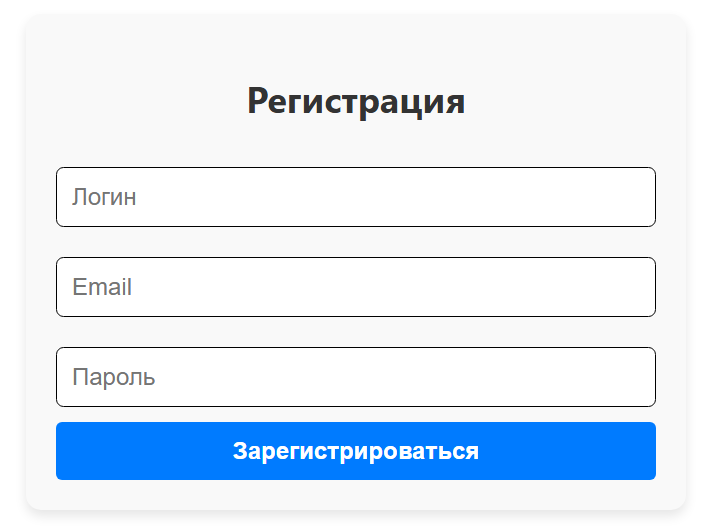 Регистрация
Логин
Email
Пароль
Зарегистрироваться